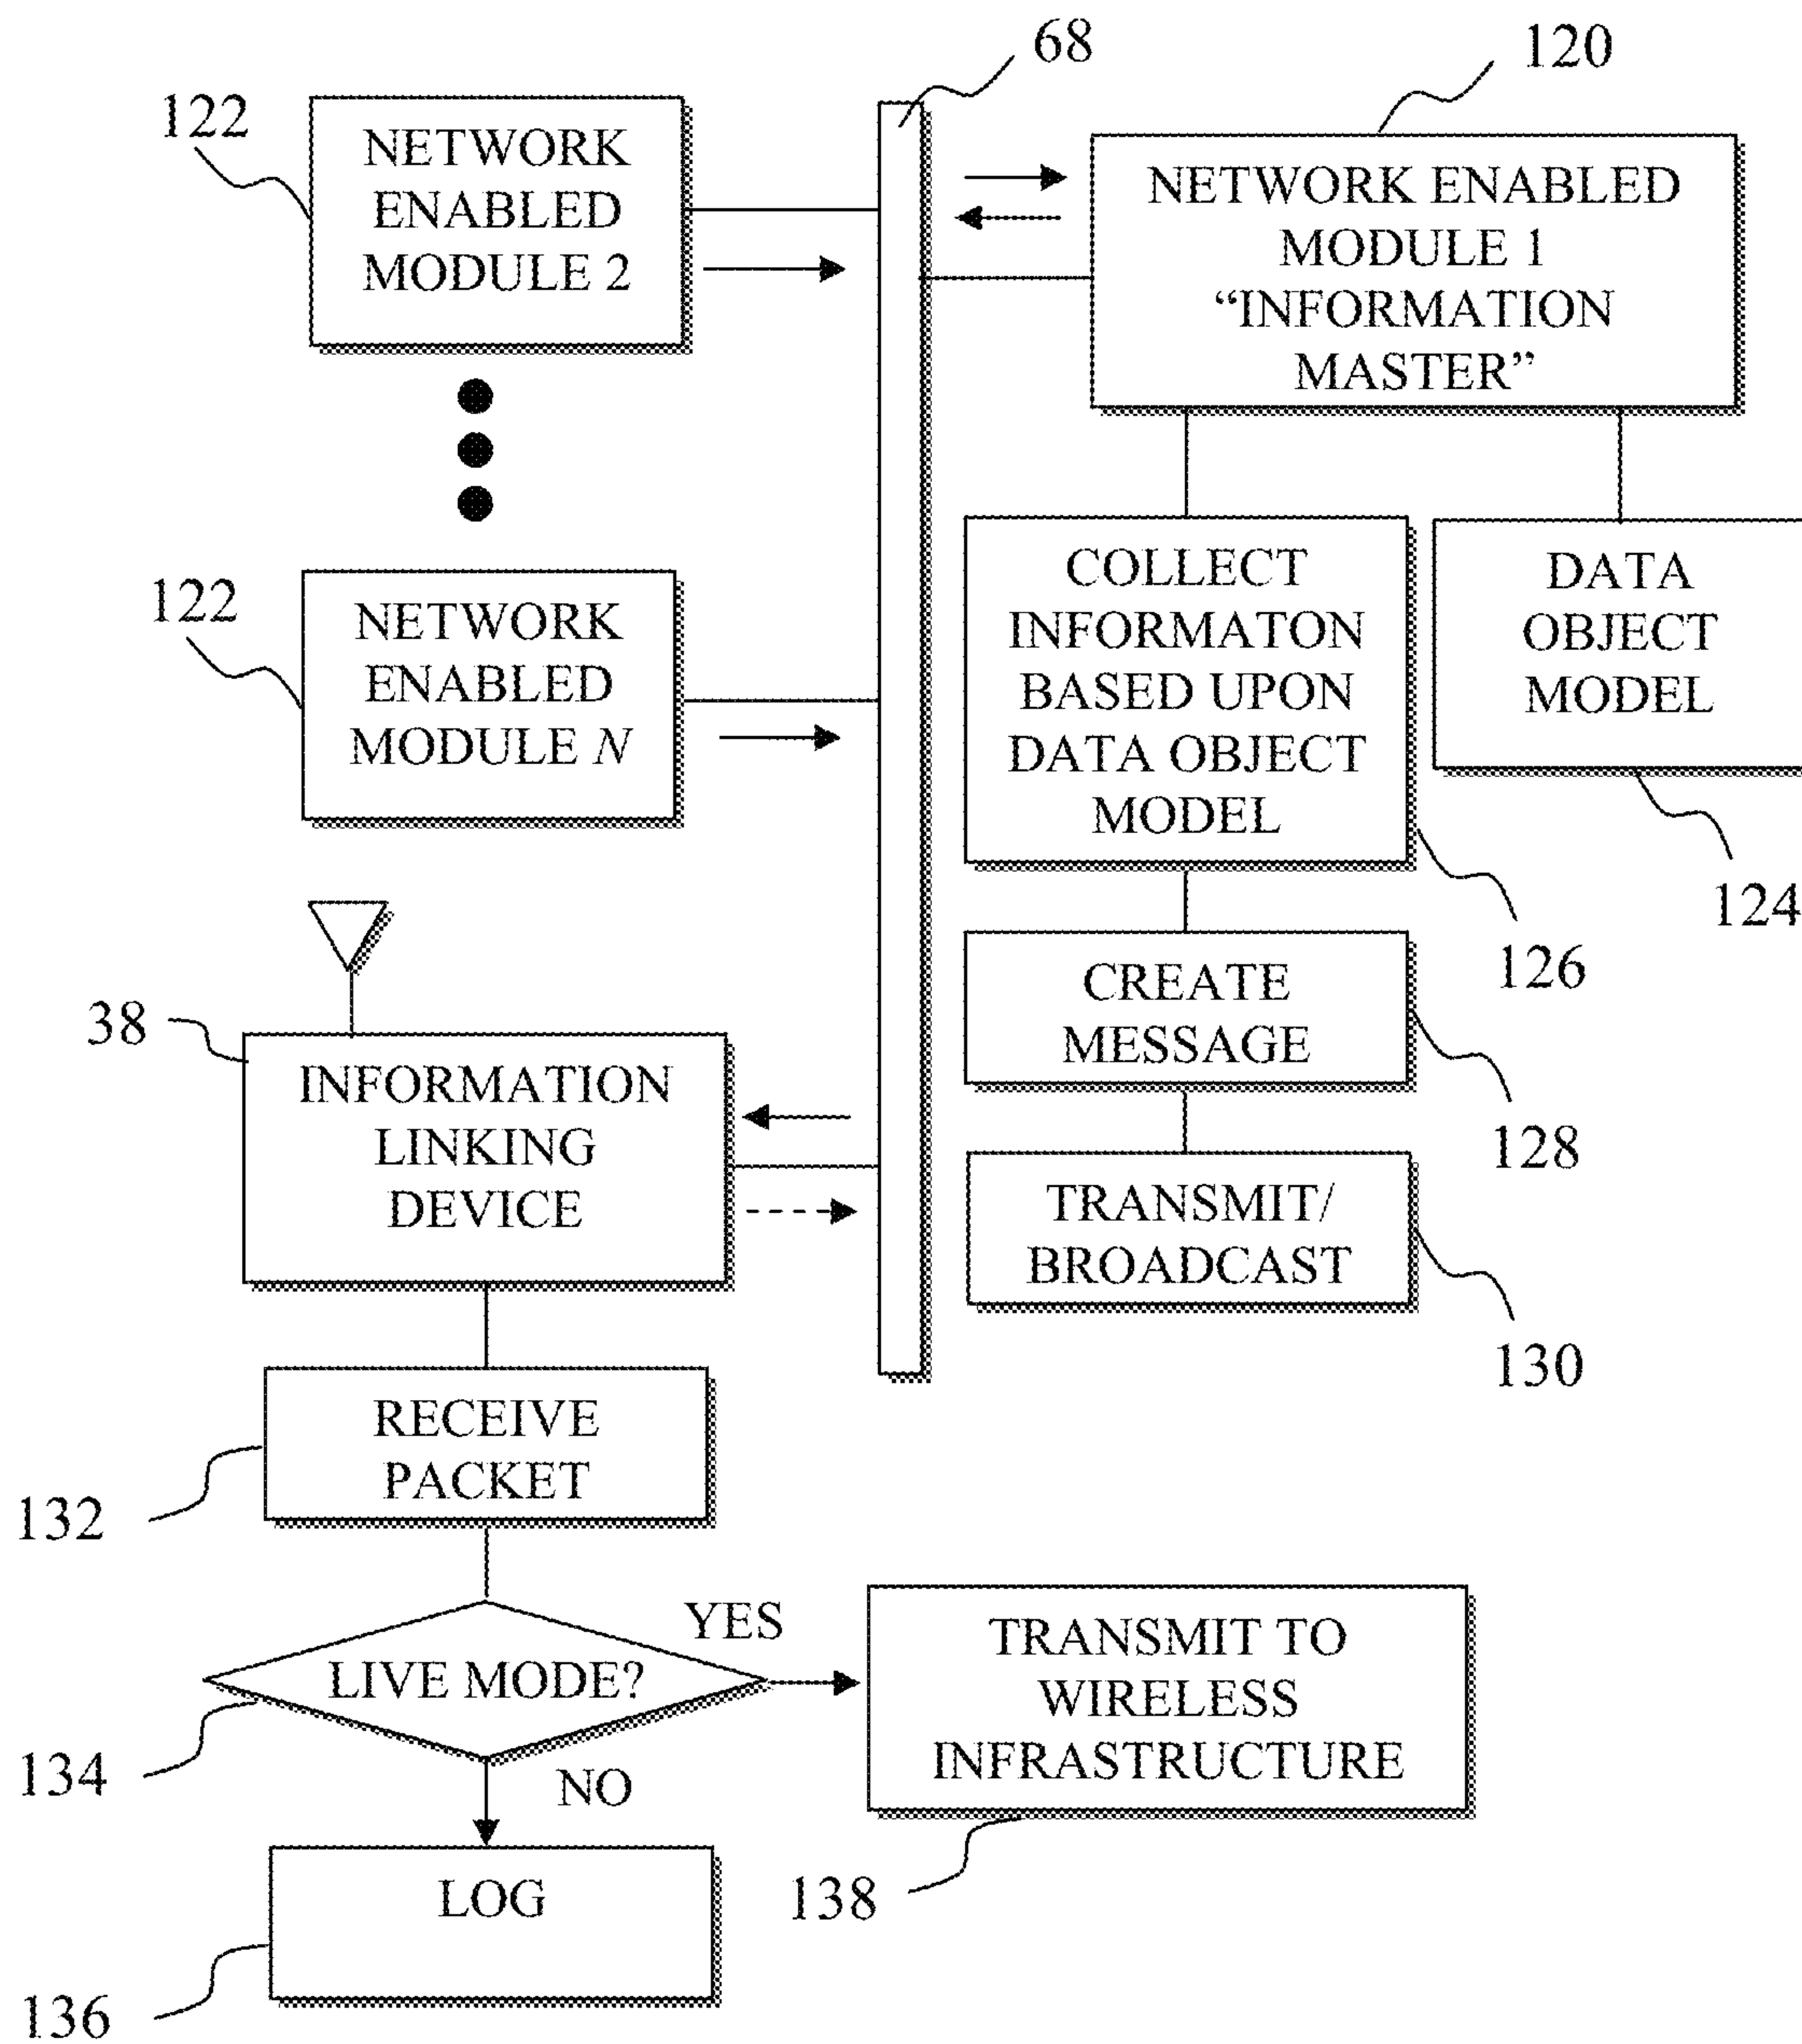 68
120
122
NETWORK
ENABLED
MODULE 2
NETWORK ENABLED
MODULE 1
“INFORMATION
MASTER”
122
NETWORK
ENABLED
MODULE N
COLLECT
INFORMATON
BASED UPON
DATA OBJECT
MODEL
DATA
OBJECT
MODEL
124
126
CREATE
MESSAGE
128
38
INFORMATION
LINKING
DEVICE
TRANSMIT/
BROADCAST
130
RECEIVE
PACKET
132
LIVE MODE?
YES
134
NO
TRANSMIT TO
WIRELESS
INFRASTRUCTURE
138
LOG
136